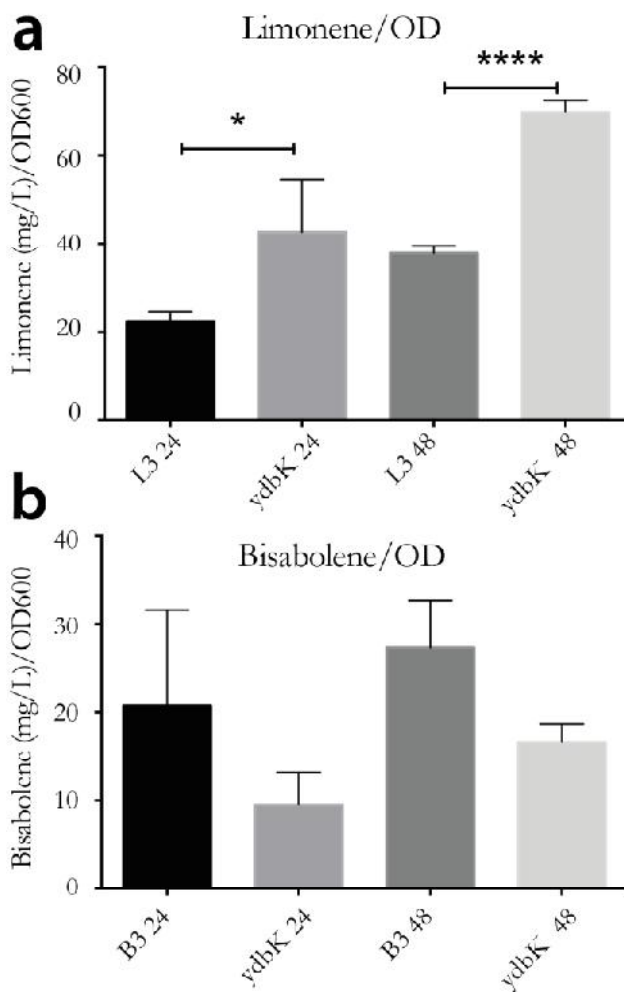 a
Limonene/OD
****
*
Limonene (mg/L)/OD600
80
60
40
20
0
L3 24
ydbK 24
L3 48
ydbK 48
b
Bisabolene/OD
Bisabolene (mg/L)/OD600
40
30
20
10
0
B3 24
ydbK 24
B3 48
ydbK 48